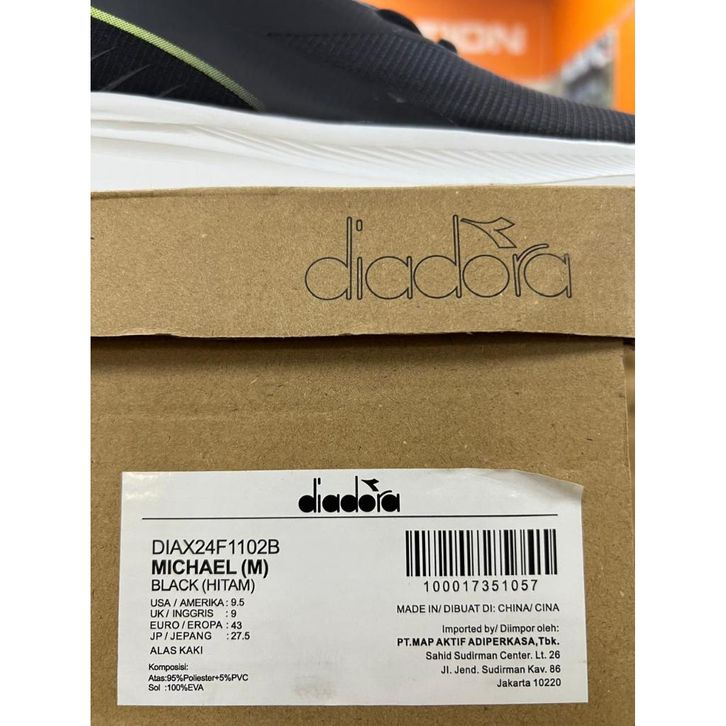 diadora
diadora
DIAX24F1102B
MICHAEL (M)
BLACK (HITAM)
USA / AMERIKA : 9.5
UK / INGGRIS : 9
EURO / EROPA : 43
JP / JEPANG : 27.5
ALAS KAKI
Komposisi:
Atas:95%Poliester+5%PVC
Sol :100%EVA
100017351057
MADE IN/ DIBUAT DI: CHINA/ CINA
Imported by/ Diimpor oleh:
PT.MAP AKTIF ADIPERKASA,Tbk.
Sahid Sudirman Center. Lt. 26
Jl. Jend. Sudirman Kav. 86
Jakarta 10220